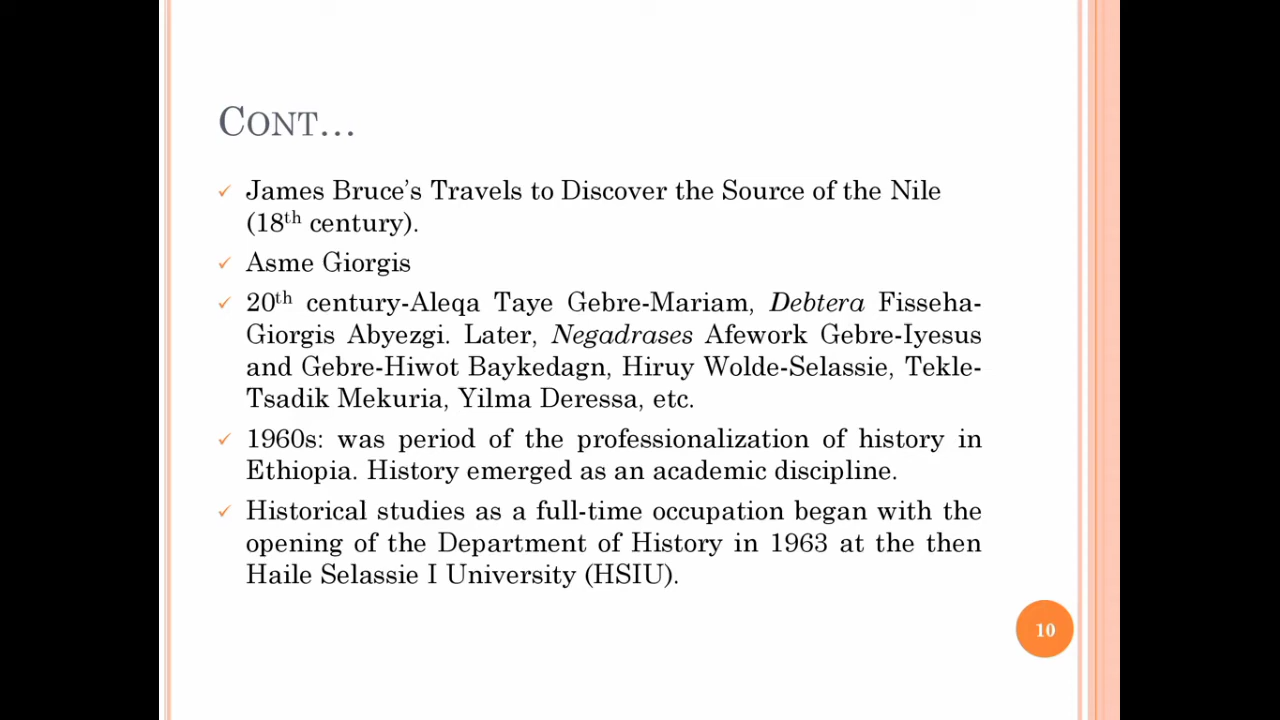 CONT...
✓ James Bruce’s Travels to Discover the Source of the Nile
(18th century).
✓ Asme Giorgis
✓ 20th century-Aleqa Taye Gebre-Mariam, Debtera Fisseha-
Giorgis Abyezgi. Later, Negadrases Afework Gebre-Iyesus
and Gebre-Hiwot Baykedagn, Hiruy Wolde-Selassie, Tekle-
Tsadik Mekuria, Yilma Deressa, etc.
✓ 1960s: was period of the professionalization of history in
Ethiopia. History emerged as an academic discipline.
✓ Historical studies as a full-time occupation began with the
opening of the Department of History in 1963 at the then
Haile Selassie I University (HSIU).
10